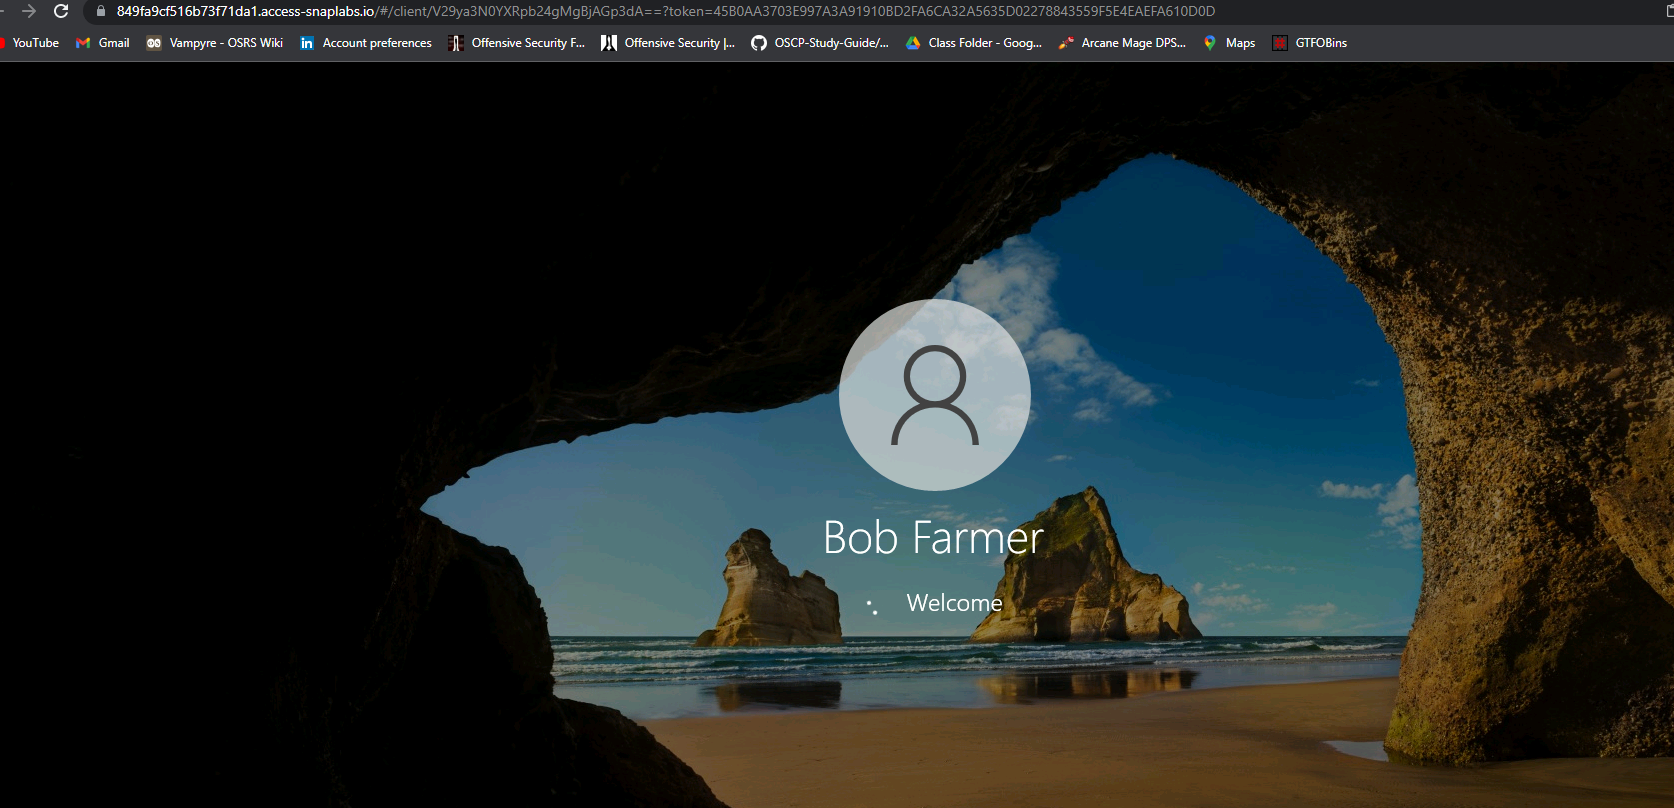 849fa9cf516b73f71da1.access-snaplabs.io/#/client/V29ya3N0YXRpb24gMgBjAGp3dA==?token=45B0AA3703E997A3A91910BD2FA6CA32A5635D02278843559F5E4EAEFA610D0D
YouTube Gmail Vampyre - OSRS Wiki Account preferences Offensive Security F... Offensive Security |... OSCP-Study-Guide/... Class Folder - Goog... Arcane Mage DPS... Maps GTFOBins
Bob Farmer
Welcome